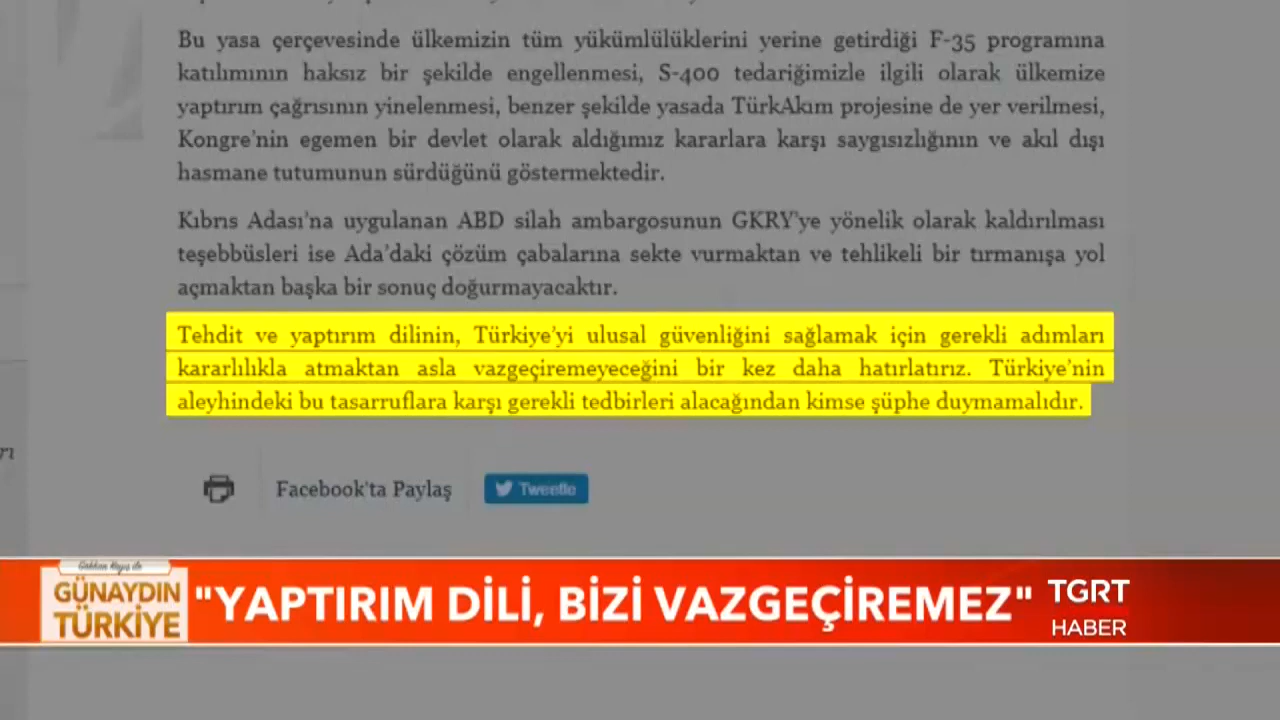 Bu yasa çerçevesinde ülkemizin tüm yükümlülüklerini yerine getirdiği F-35 programına
katılımının haksız bir şekilde engellenmesi, S-400 tedariğimizle ilgili olarak ülkemize
yaptırım çağrısının yinelenmesi, benzer şekilde yasada TürkAkım projesine de yer verilmesi,
Kongre'nin egemen bir devlet olarak aldığımız kararlara karşı saygısızlığının ve akıl dışı
hasmane tutumunun sürdüğünü göstermektedir.
Kıbrıs Adası'na uygulanan ABD silah ambargosunun GKRY'ye yönelik olarak kaldırılması
teşebbüsleri ise Ada'daki çözüm çabalarına sekte vurmaktan ve tehlikeli bir tırmanışa yol
açmaktan başka bir sonuç doğurmayacaktır.
Tehdit ve yaptırım dilinin, Türkiye'yi ulusal güvenliğini sağlamak için gerekli adımları
kararlılıkla atmaktan asla vazgeçiremeyeceğini bir kez daha hatırlatırız. Türkiye'nin
aleyhindeki bu tasarruflara karşı gerekli tedbirleri alacağından kimse şüphe duymamalıdır.
rı
Facebook'ta Paylaş
Tweetle
GÜNAYDIN
TÜRKİYE
"YAPTIRIM DİLİ, BİZİ VAZGEÇİREMEZ"
TGRT
HABER